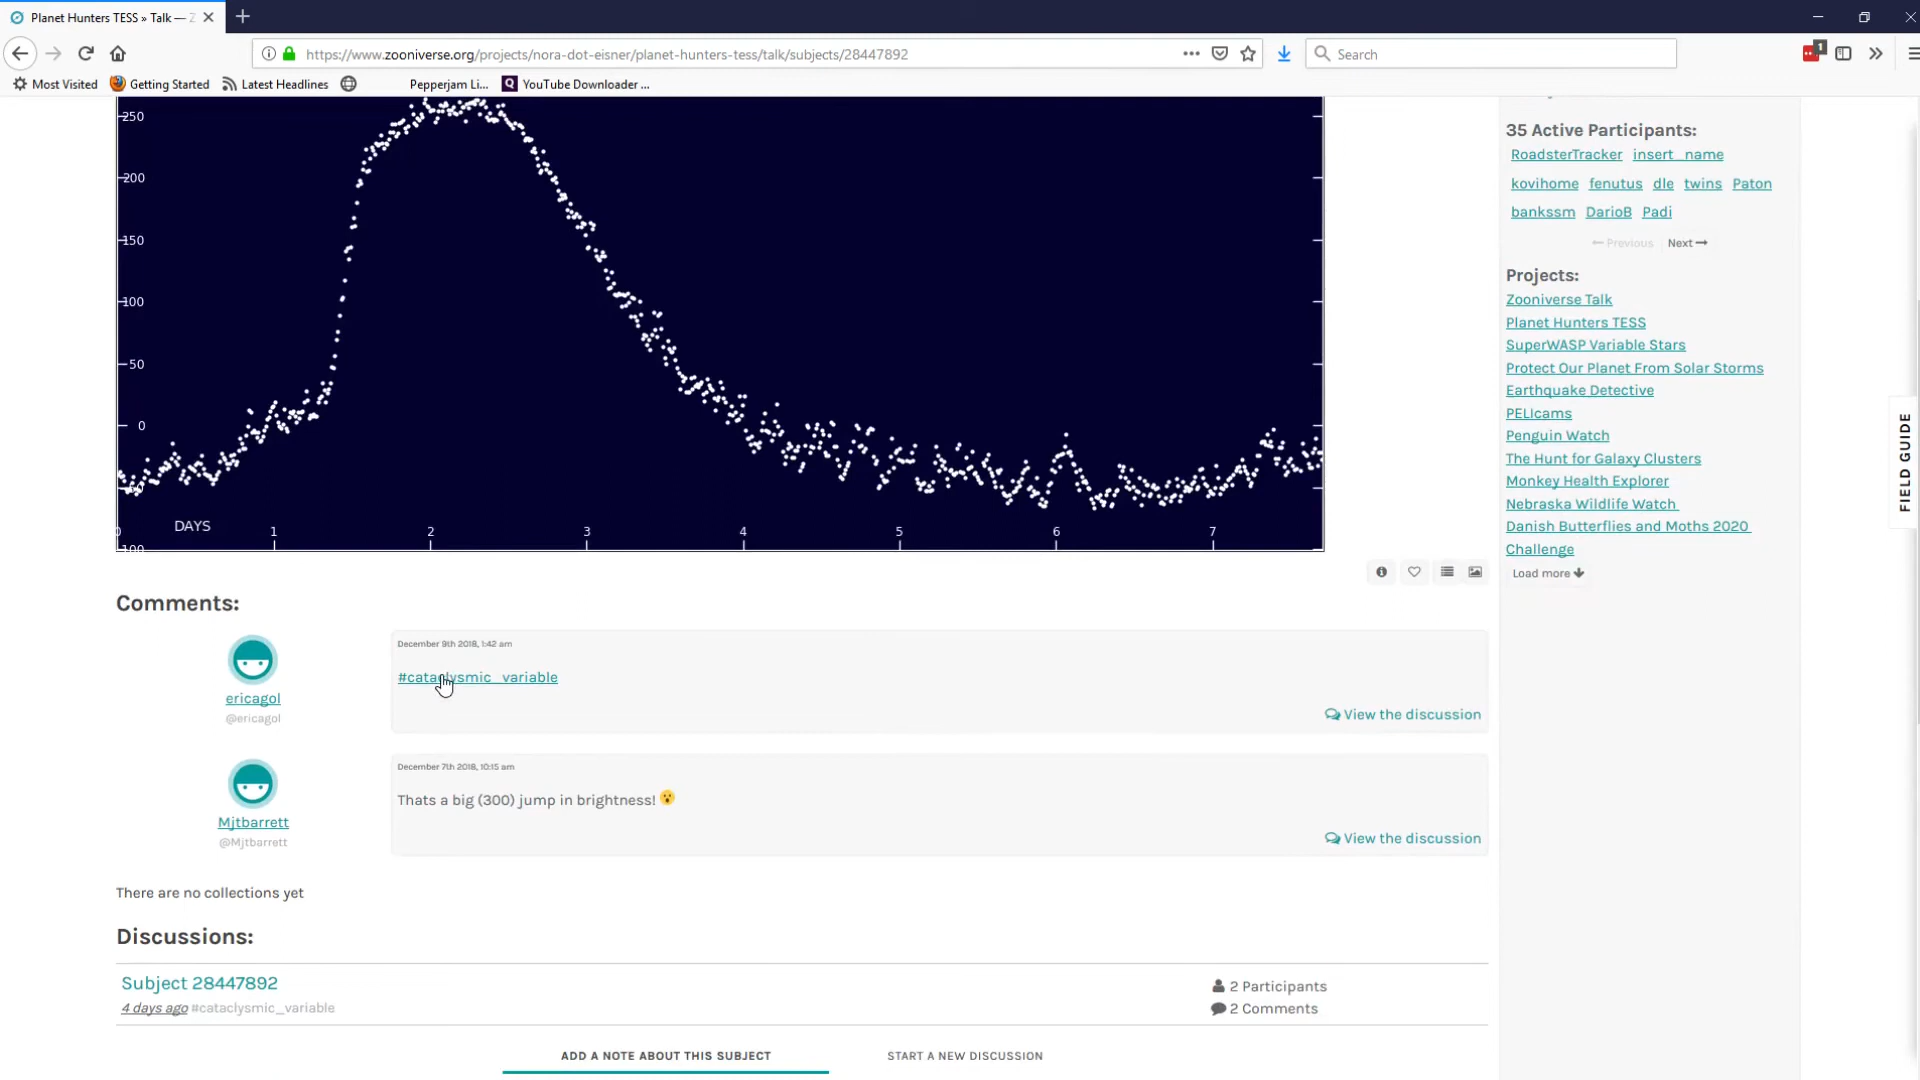 Planet Hunters TESS » Talk — Z
https://www.zooniverse.org/projects/nora-dot-eisner/planet-hunters-tess/talk/subjects/28447892
Search
1
Most Visited
Getting Started
Latest Headlines
Pepperjam Li...
YouTube Downloader ...
250
200
150
100
50
0
DAYS
0 1 2 3 4 5 6 7
35 Active Participants:
RoadsterTracker insert_name
kovihome fenutus dle twins Paton
bankssm DarioB Padi
Previous Next
Projects:
Zooniverse Talk
Planet Hunters TESS
SuperWASP Variable Stars
Protect Our Planet From Solar Storms
Earthquake Detective
PELIcams
Penguin Watch
The Hunt for Galaxy Clusters
Monkey Health Explorer
Nebraska Wildlife Watch
Danish Butterflies and Moths 2020
Challenge
Load more
FIELD GUIDE
Comments:
ericagol
@ericagol
December 9th 2018, 1:42 am
#cataclysmic_variable
View the discussion
Mjtbarrett
@Mjtbarrett
December 7th 2018, 10:15 am
Thats a big (300) jump in brightness! 😮
View the discussion
There are no collections yet
Discussions:
Subject 28447892
4 days ago #cataclysmic_variable
2 Participants
2 Comments
ADD A NOTE ABOUT THIS SUBJECT
START A NEW DISCUSSION